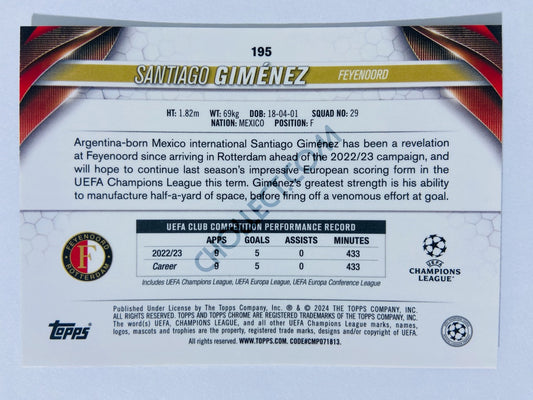 195
SANTIAGO GIMÉNEZ
FEYENOORD
HT: 1.82m WT: 69kg DOB: 18-04-01 SQUAD NO: 29
NATION: MEXICO POSITION: F
Argentina-born Mexico international Santiago Giménez has been a revelation
at Feyenoord since arriving in Rotterdam ahead of the 2022/23 campaign, and
will hope to continue last season's impressive European scoring form in the
UEFA Champions League this term. Giménez's greatest strength is his ability
to manufacture half-a-yard of space, before firing off a venomous effort at goal.
UEFA CLUB COMPETITION PERFORMANCE RECORD
APPS GOALS ASSISTS MINUTES
2022/23 9 5 0 433
Career 9 5 0 433
Includes UEFA Champions League, UEFA Europa League, UEFA Europa Conference League
FEYENOORD
F
ROTTERDAM
UEFA
CHAMPIONS
LEAGUE
CHOLLECT.COM
Topps
Published Under License by The Topps Company, Inc. ® & © 2024 THE TOPPS COMPANY, INC.
ALL RIGHTS RESERVED. TOPPS AND TOPPS CHROME ARE REGISTERED TRADEMARKS OF THE TOPPS COMPANY, INC.
The word(s) UEFA, CHAMPIONS LEAGUE, and all other UEFA Champions League marks, names,
logos, mascots and trophies are the property, registered trade marks, designs and/or copyright of UEFA.
All rights reserved. WWW.TOPPS.COM. CODE#CMP071813.